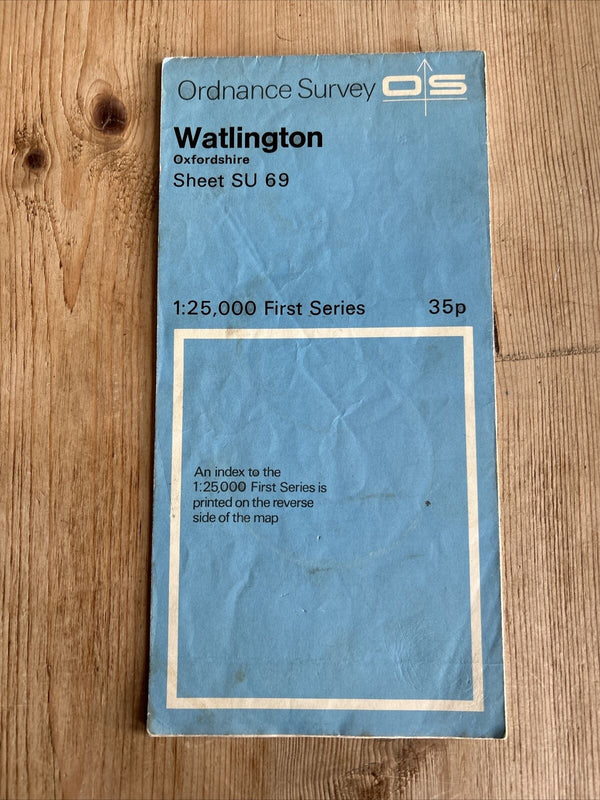 Ordnance Survey OS
Watlington
Oxfordshire
Sheet SU 69
1:25,000 First Series 35p
An index to the
1:25,000 First Series is
printed on the reverse
side of the map